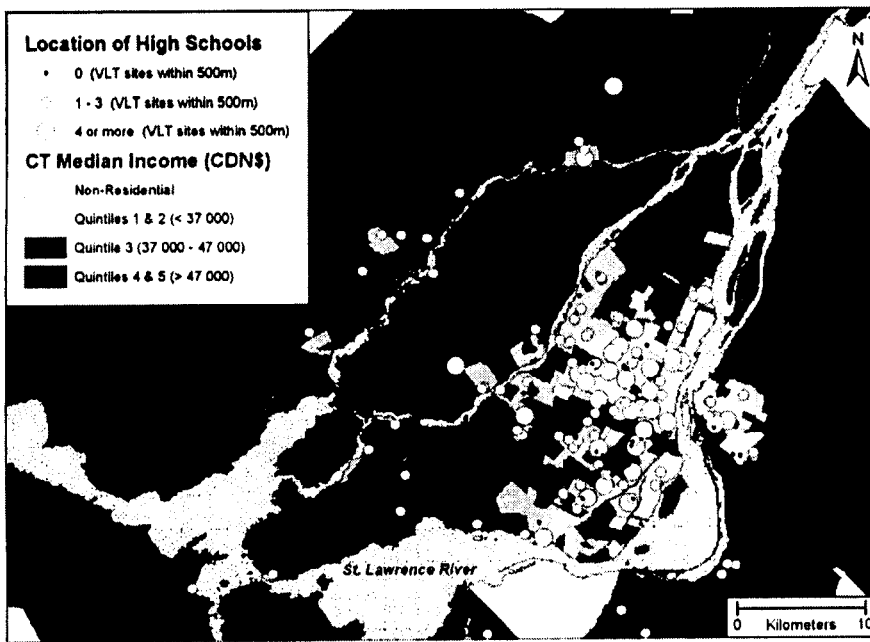 Location of High Schools
0 (VLT sites within 500m)
1 - 3 (VLT sites within 500m)
4 or more (VLT sites within 500m)
CT Median Income (CDN$)
Non-Residential
Quintiles 1 & 2 (< 37 000)
Quintile 3 (37 000 - 47 000)
Quintiles 4 & 5 (> 47 000)
N
St. Lawrence River
0 Kilometers 10